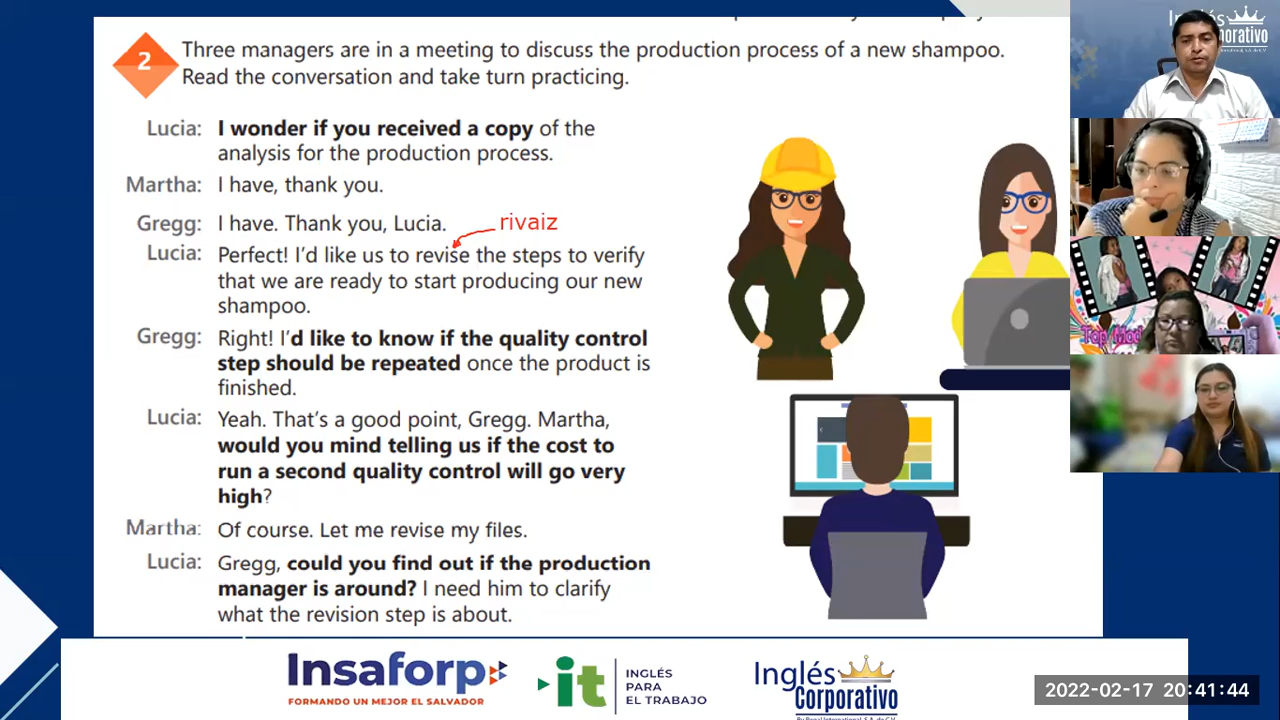 2
Three managers are in a meeting to discuss the production process of a new shampoo.
Read the conversation and take turn practicing.
Lucia: I wonder if you received a copy of the
analysis for the production process.
Martha: I have, thank you.
Gregg: I have. Thank you, Lucia.
rivaiz
Lucia: Perfect! I'd like us to revise the steps to verify
that we are ready to start producing our new
shampoo.
Gregg: Right! I'd like to know if the quality control
step should be repeated once the product is
finished.
Lucia: Yeah. That's a good point, Gregg. Martha,
would you mind telling us if the cost to
run a second quality control will go very
high?
Martha: Of course. Let me revise my files.
Lucia: Gregg, could you find out if the production
manager is around? I need him to clarify
what the revision step is about.
Insaforp
FORMANDO UN MEJOR EL SALVADOR
it
INGLÉS
PARA
EL TRABAJO
Inglés
Corporativo
2022-02-17 20:41:44